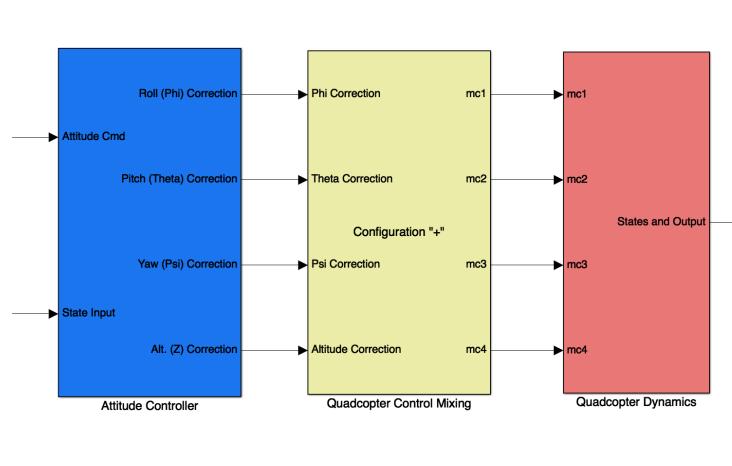 Roll (Phi) Correction
Phi Correction
mc1
mc1
Attitude Cmd
Pitch (Theta) Correction
Theta Correction
mc2
mc2
States and Output
Configuration "+"
Yaw (Psi) Correction
Psi Correction
mc3
mc3
State Input
Alt. (Z) Correction
Altitude Correction
mc4
mc4
Attitude Controller
Quadcopter Control Mixing
Quadcopter Dynamics